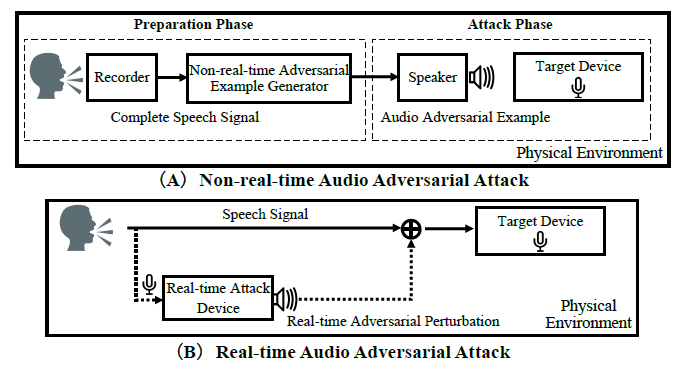 Preparation Phase
Attack Phase
Recorder
Non-real-time Adversarial
Example Generator
Speaker
Target Device
Complete Speech Signal
Audio Adversarial Example
Physical Environment
(A) Non-real-time Audio Adversarial Attack
Speech Signal
Target Device
Real-time Attack
Device
Real-time Adversarial Perturbation
Physical
Environment
(B) Real-time Audio Adversarial Attack